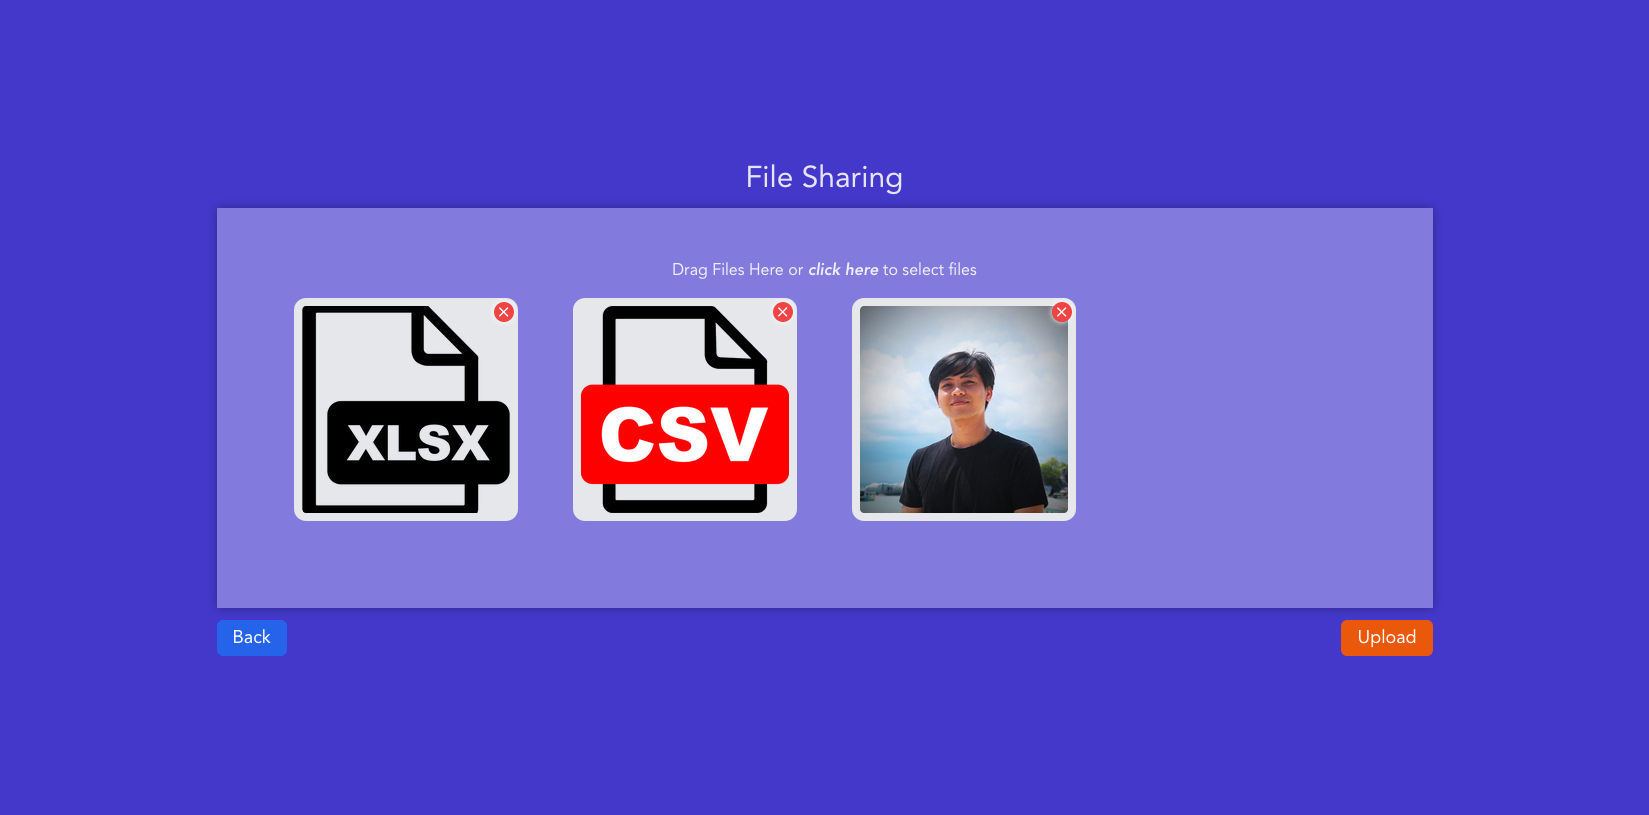 File Sharing
Drag Files Here or click here to select files
XLSX
CSV
Back
Upload